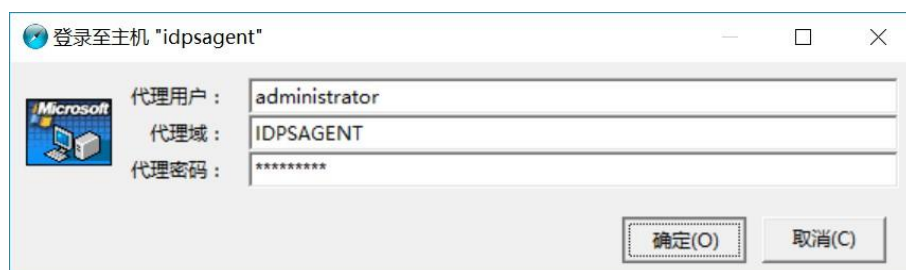 登录至主机 "idpsagent"
Microsoft
代理用户： administrator
代理域： IDPSAGENT
代理密码： *********
确定(O) 取消(C)